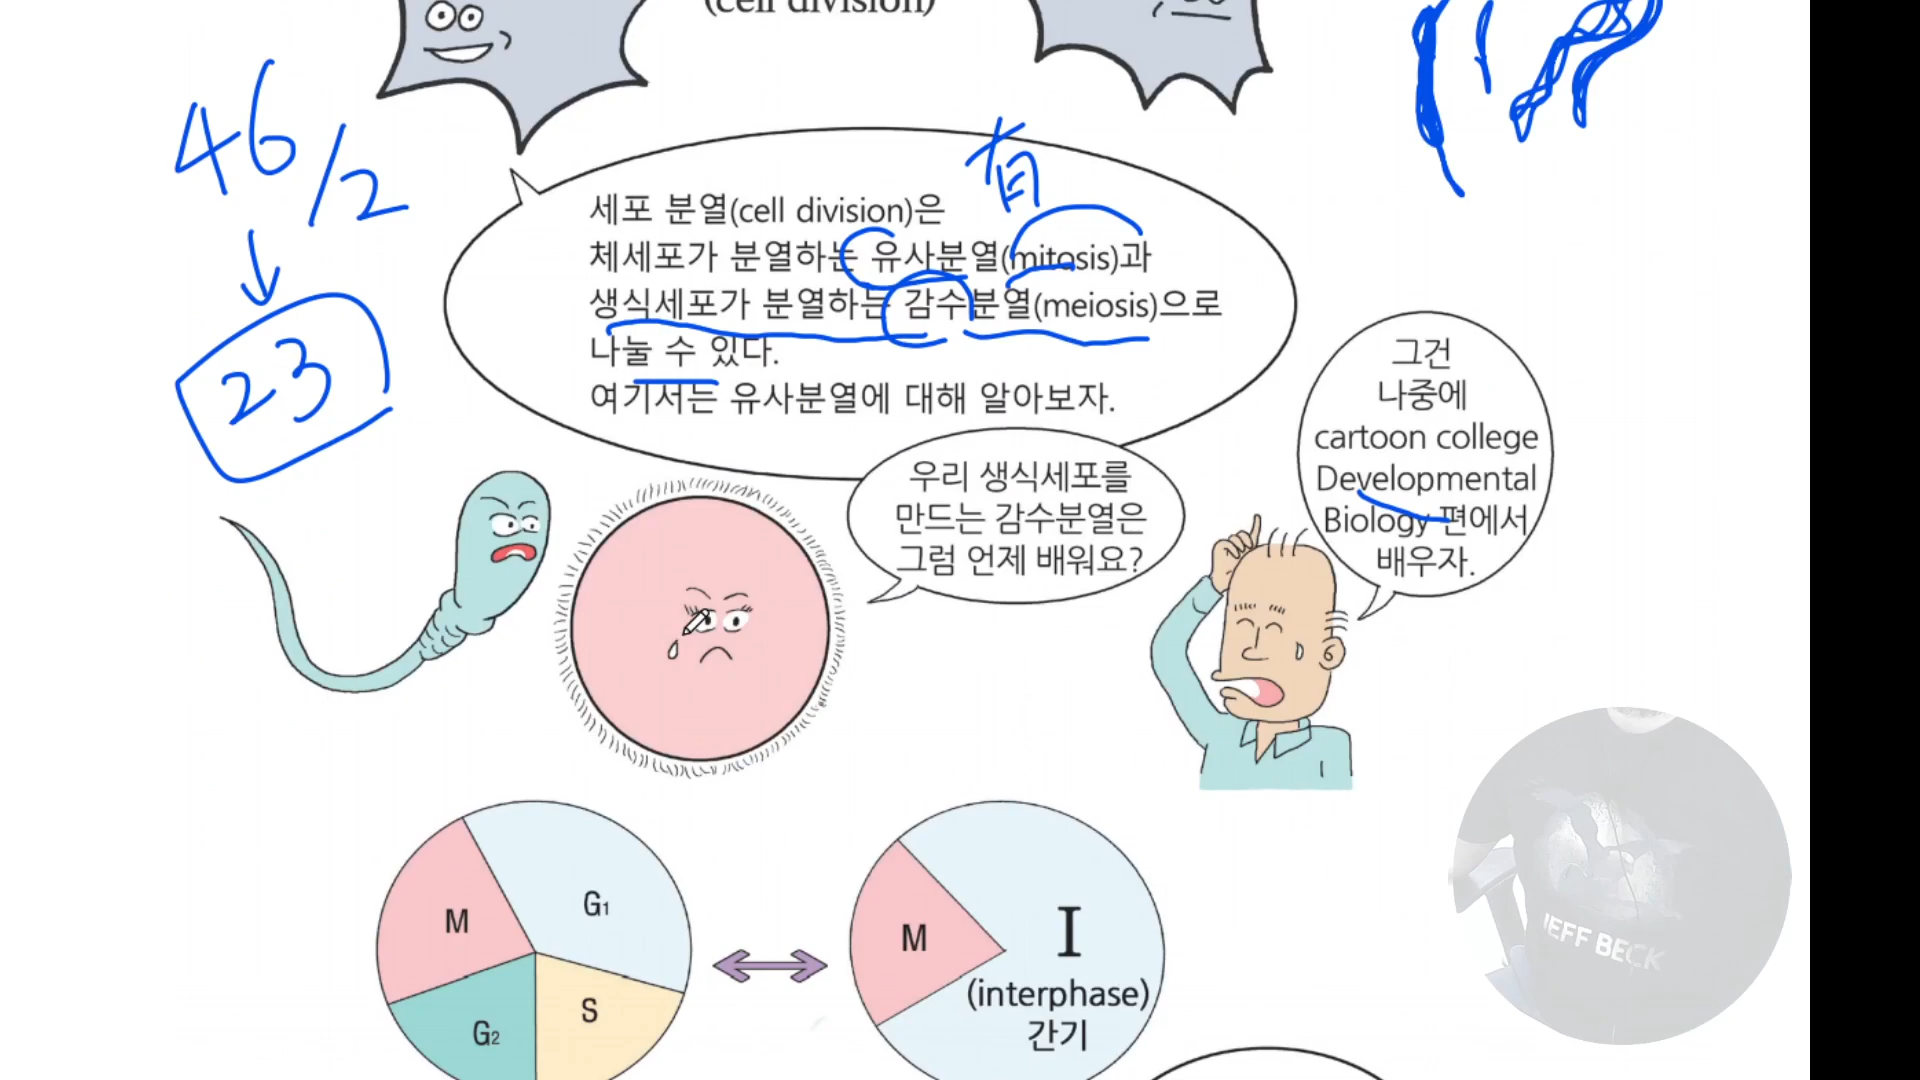 (cell division)
46/2
23
有
세포 분열(cell division)은
체세포가 분열하는 유사분열(mitosis)과
생식세포가 분열하는 감수분열(meiosis)으로
나눌 수 있다.
여기서는 유사분열에 대해 알아보자.
우리 생식세포를
만드는 감수분열은
그럼 언제 배워요?
그건
나중에
cartoon college
Developmental
Biology 편에서
배우자.
M
G1
S
G2
M
I
(interphase)
간기
JEFF BECK